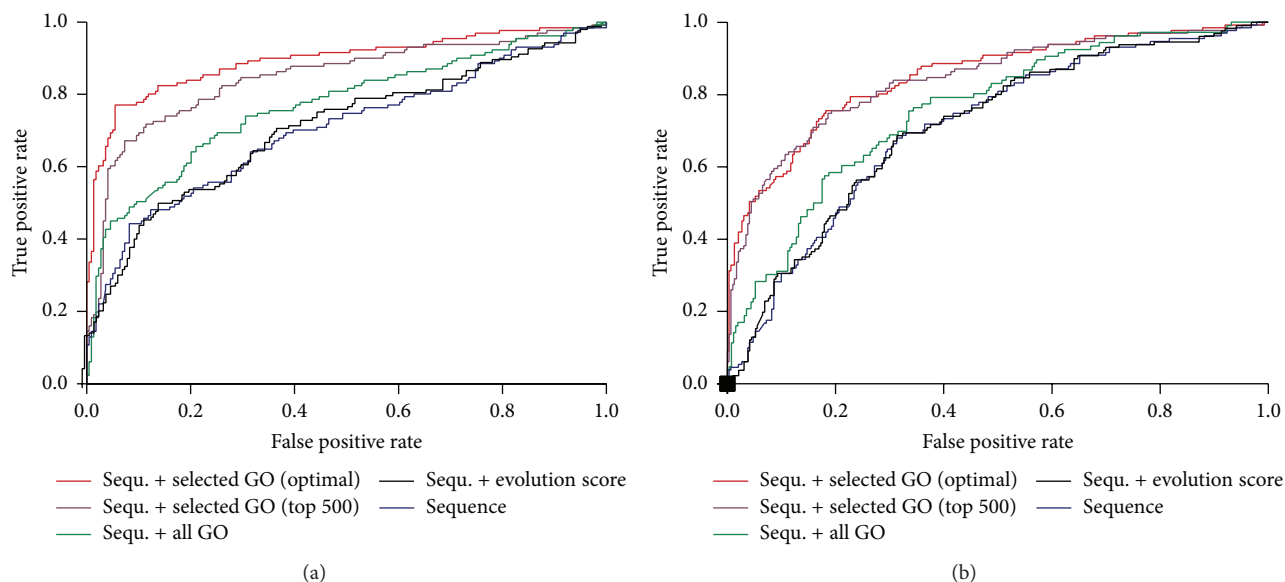 1.0
0.8
0.6
0.4
0.2
0.0
True positive rate
0.0 0.2 0.4 0.6 0.8 1.0
False positive rate
Sequ. + selected GO (optimal)
Sequ. + selected GO (top 500)
Sequ. + all GO
Sequ. + evolution score
Sequence
(a)
1.0
0.8
0.6
0.4
0.2
0.0
True positive rate
0.0 0.2 0.4 0.6 0.8 1.0
False positive rate
Sequ. + selected GO (optimal)
Sequ. + selected GO (top 500)
Sequ. + all GO
Sequ. + evolution score
Sequence
(b)